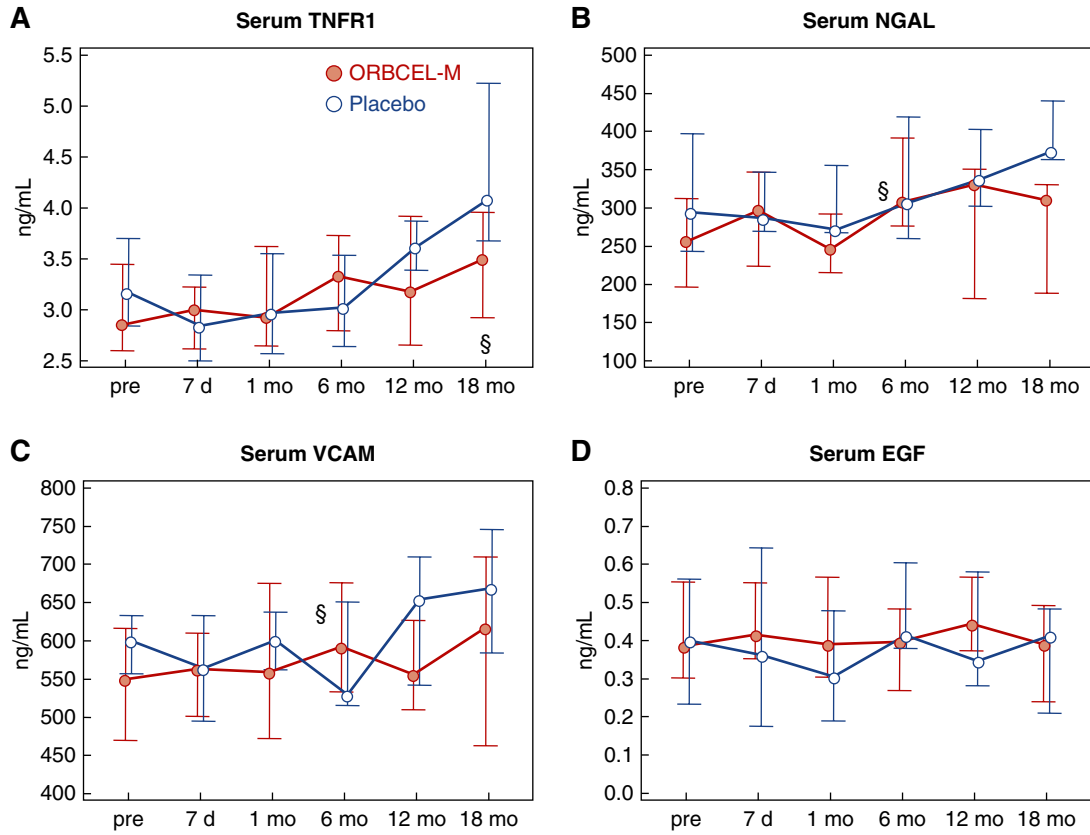 A
Serum TNFR1
5.5
5.0
4.5
4.0
3.5
3.0
2.5
ng/mL
ORBCEL-M
Placebo
§
pre 7 d 1 mo 6 mo 12 mo 18 mo
B
Serum NGAL
500
450
400
350
300
250
200
150
100
ng/mL
§
pre 7 d 1 mo 6 mo 12 mo 18 mo
C
Serum VCAM
800
750
700
650
600
550
500
450
400
ng/mL
§
pre 7 d 1 mo 6 mo 12 mo 18 mo
D
Serum EGF
0.8
0.7
0.6
0.5
0.4
0.3
0.2
0.1
0.0
ng/mL
pre 7 d 1 mo 6 mo 12 mo 18 mo